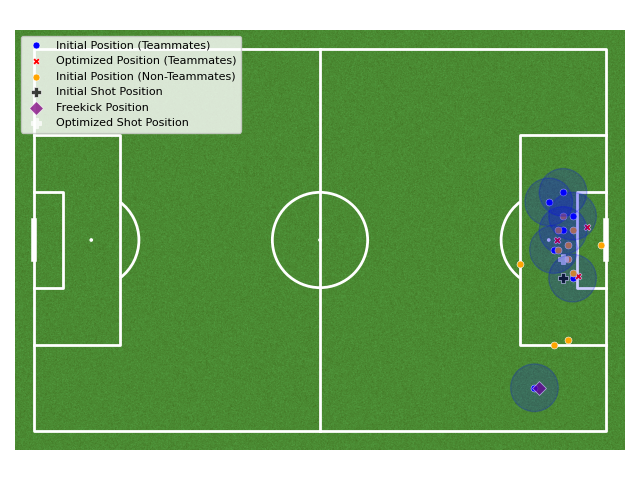 Initial Position (Teammates)
Optimized Position (Teammates)
Initial Position (Non-Teammates)
Initial Shot Position
Freekick Position
Optimized Shot Position